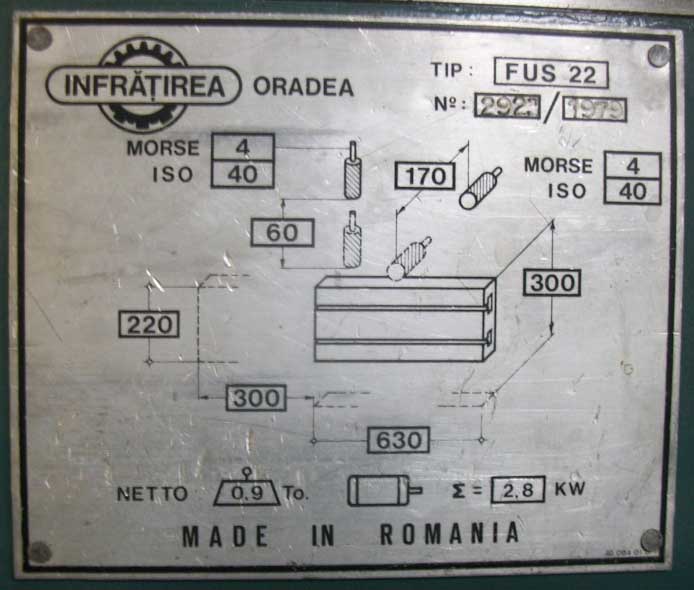 INFRĂȚIREA ORADEA
TIP: FUS 22
Nº: 292 / 1979
MORSE 4
ISO 40
170
MORSE 4
ISO 40
60
300
220
300
630
NETTO 0.9 To.
Σ = 2.8 KW
MADE IN ROMANIA